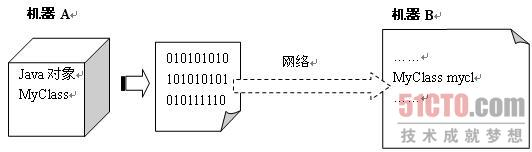 机器 A
Java 对象
MyClass
010101010
101010101
010111110
网络
机器 B
……
MyClass mycl
……
51CTO.com
技术成就梦想